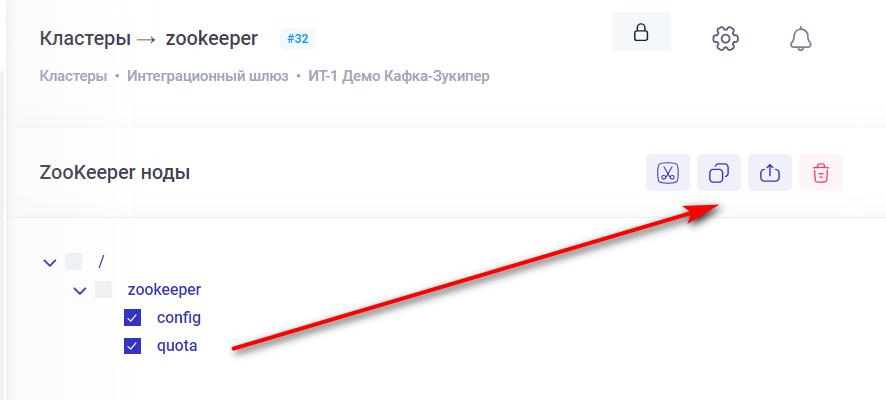 Кластеры → zookeeper #32
Кластеры • Интеграционный шлюз • ИТ-1 Демо Кафка-Зукипер
ZooKeeper ноды
/
zookeeper
config
quota